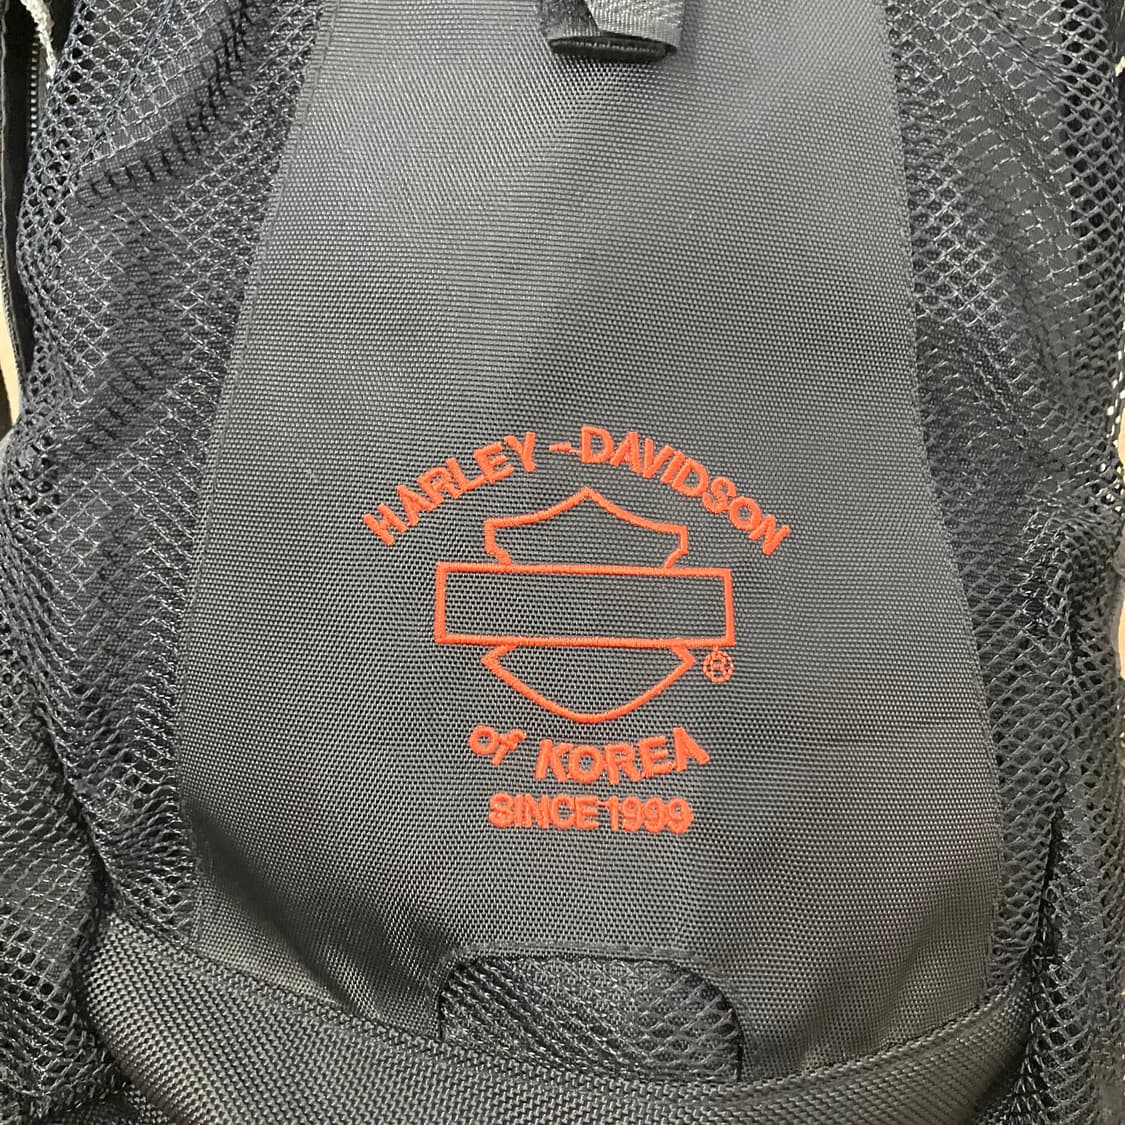 HARLEY-DAVIDSON
®
of KOREA
SINCE 1999